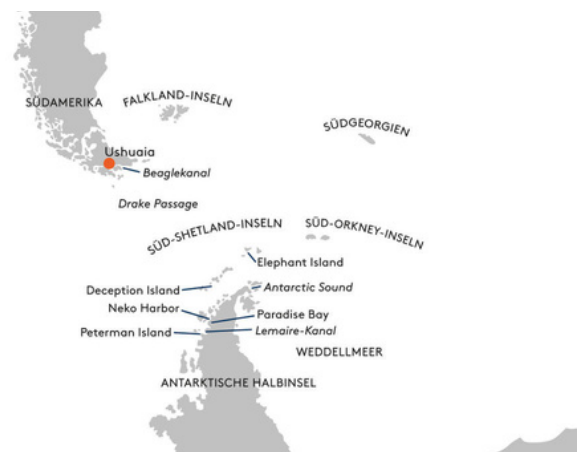 SÜDAMERIKA
FALKLAND-INSELN
SÜDGEORGIEN
Ushuaia
Beaglekanal
Drake Passage
SÜD-SHETLAND-INSELN
SÜD-ORKNEY-INSELN
Elephant Island
Deception Island
Antarctic Sound
Neko Harbor
Paradise Bay
Peterman Island
Lemaire-Kanal
WEDDELLMEER
ANTARKTISCHE HALBINSEL